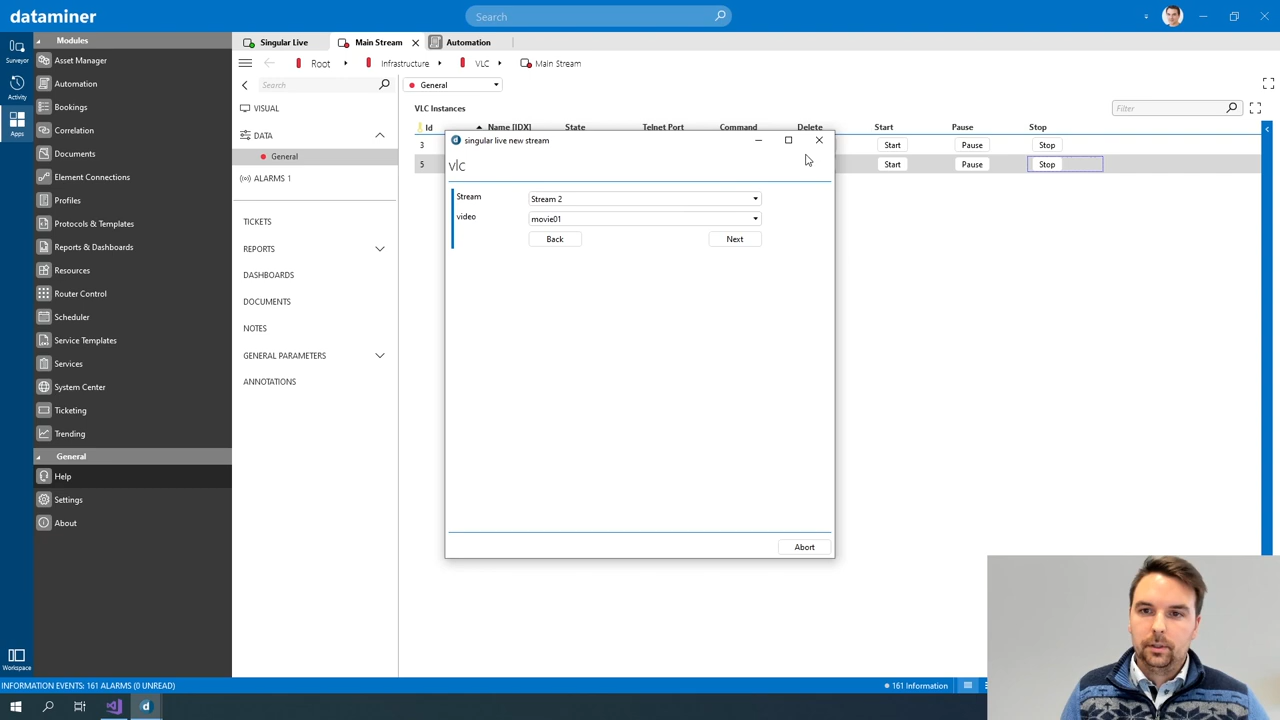 dataminer
Search
Surveyor
Activity
Apps
Workspace
Modules
Asset Manager
Automation
Bookings
Correlation
Documents
Element Connections
Profiles
Protocols & Templates
Reports & Dashboards
Resources
Router Control
Scheduler
Service Templates
Services
System Center
Ticketing
Trending
General
Help
Settings
About
Singular Live
Main Stream
Automation
Root
Infrastructure
VLC
Main Stream
Search
VISUAL
DATA
General
ALARMS 1
TICKETS
REPORTS
DASHBOARDS
DOCUMENTS
NOTES
GENERAL PARAMETERS
ANNOTATIONS
General
VLC Instances
Filter
Id Name [IDX] State Telnet Port Command Delete Start Pause Stop
3 Start Pause Stop
5 Start Pause Stop
singular live new stream
vlc
Stream Stream 2
video movie01
Back Next
Abort
INFORMATION EVENTS: 161 ALARMS (0 UNREAD)
161 Information